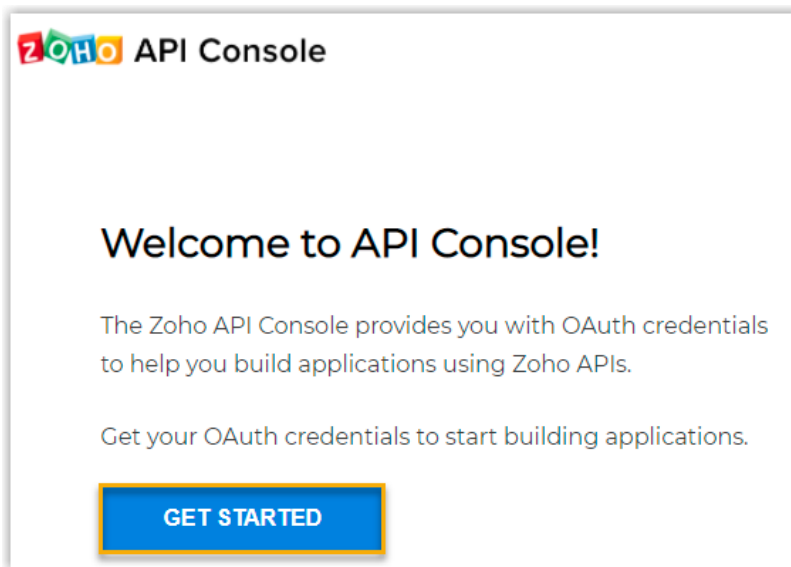 ZOHO API Console
Welcome to API Console!
The Zoho API Console provides you with OAuth credentials
to help you build applications using Zoho APIs.
Get your OAuth credentials to start building applications.
GET STARTED